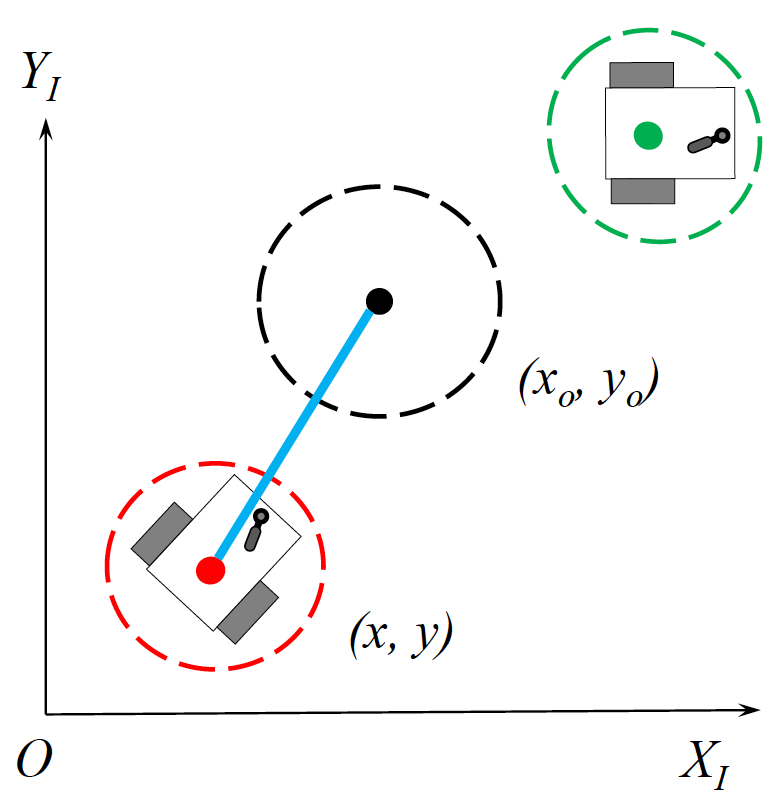 Y_I
(x_o, y_o)
(x, y)
O
X_I